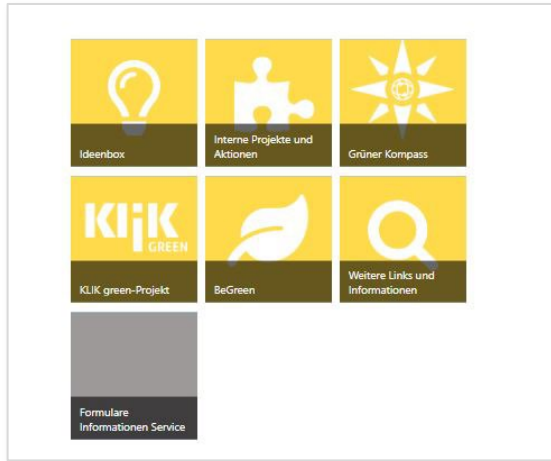 Ideenbox
Interne Projekte und
Aktionen
Grüner Kompass
KliK
GREEN
KLIK green-Projekt
BeGreen
Weitere Links und
Informationen
Formulare
Informationen Service